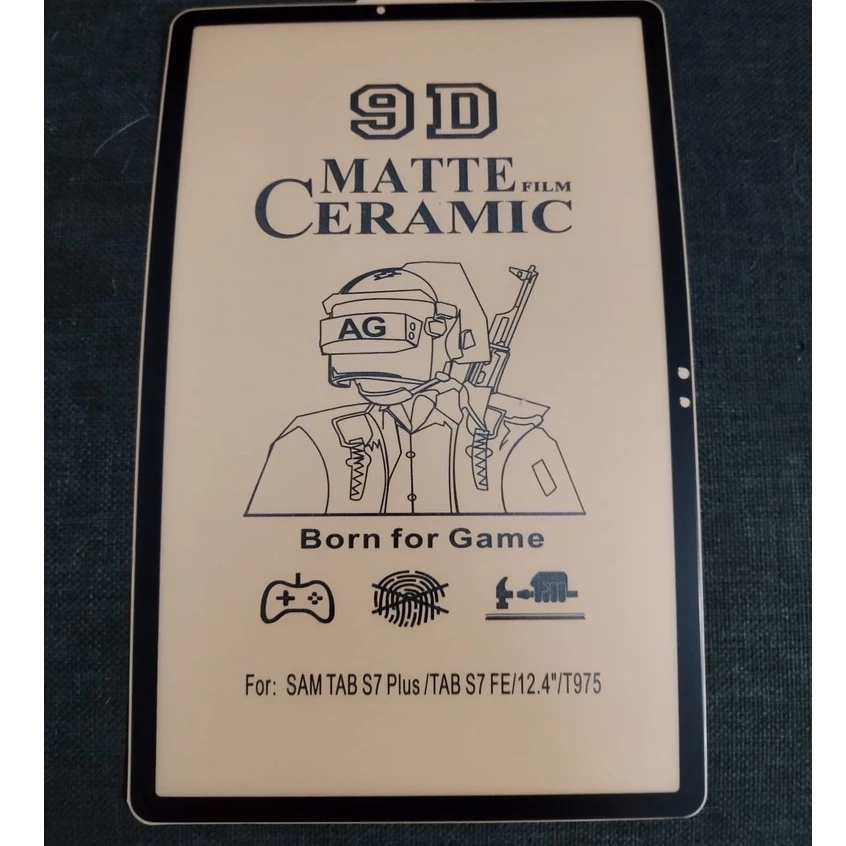 9D
MATTE FILM
CERAMIC
AG
Born for Game
For: SAM TAB S7 Plus /TAB S7 FE/12.4"/T975